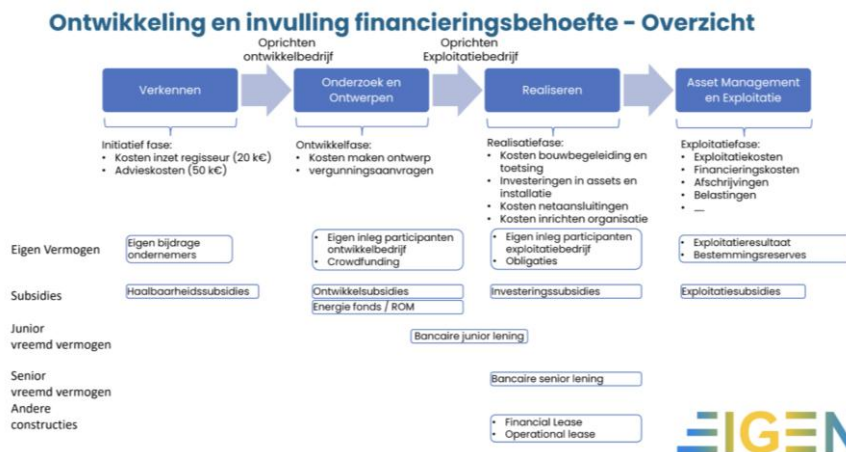 Ontwikkeling en invulling financieringsbehoefte - Overzicht
Oprichten
ontwikkelbedrijf
Oprichten
Exploitatiebedrijf
Verkennen
Onderzoek en
Ontwerpen
Realiseren
Asset Management
en Exploitatie
Initiatief fase:
• Kosten inzet regisseur (20 k€)
• Advieskosten (50 k€)
Ontwikkelfase:
• Kosten maken ontwerp
• vergunningsaanvragen
Realisatiefase:
• Kosten bouwbegeleiding en
toetsing
• Investeringen in assets en
installatie
• Kosten netaansluitingen
• Kosten inrichten organisatie
Exploitatiefase:
• Exploitatiekosten
• Financieringskosten
• Afschrijvingen
• Belastingen
• ....
Eigen Vermogen
Eigen bijdrage
ondernemers
• Eigen inleg participanten
ontwikkelbedrijf
• Crowdfunding
• Eigen inleg participanten
exploitatiebedrijf
• Obligaties
• Exploitatieresultaat
• Bestemmingsreserves
Subsidies
Haalbaarheidssubsidies
Ontwikkelsubsidies
Energie fonds / ROM
Investeringssubsidies
Exploitatiesubsidies
Junior
vreemd vermogen
Bancaire junior lening
Senior
vreemd vermogen
Bancaire senior lening
Andere
constructies
• Financial Lease
• Operational lease
EIGEN